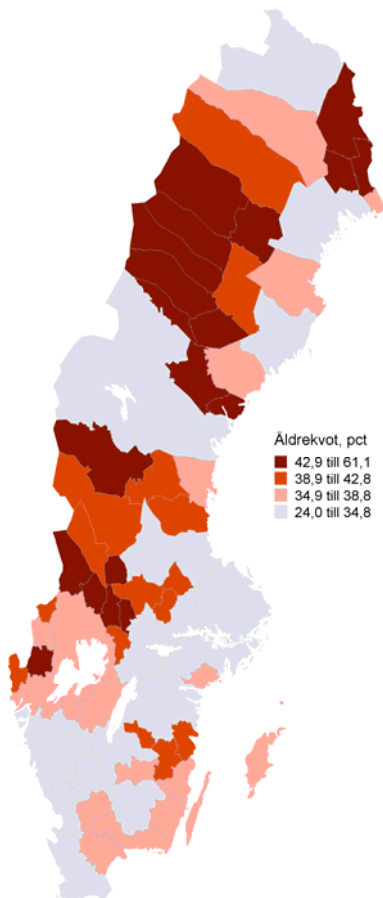 Äldrekvot, pct
42,9 till 61,1
38,9 till 42,8
34,9 till 38,8
24,0 till 34,8